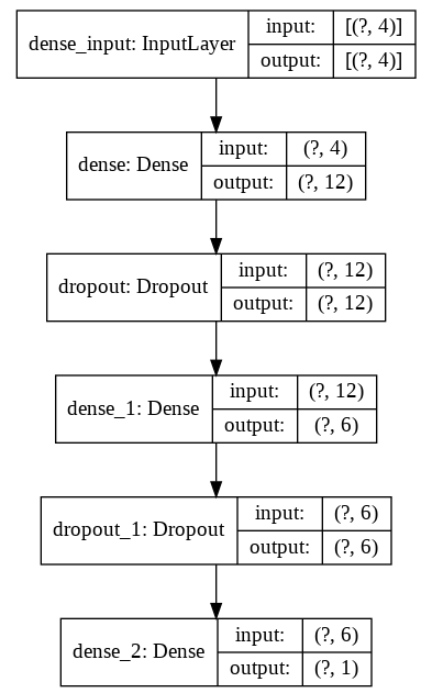 dense_input: InputLayer
input: [(?, 4)]
output: [(?, 4)]
dense: Dense
input: (?, 4)
output: (?, 12)
dropout: Dropout
input: (?, 12)
output: (?, 12)
dense_1: Dense
input: (?, 12)
output: (?, 6)
dropout_1: Dropout
input: (?, 6)
output: (?, 6)
dense_2: Dense
input: (?, 6)
output: (?, 1)